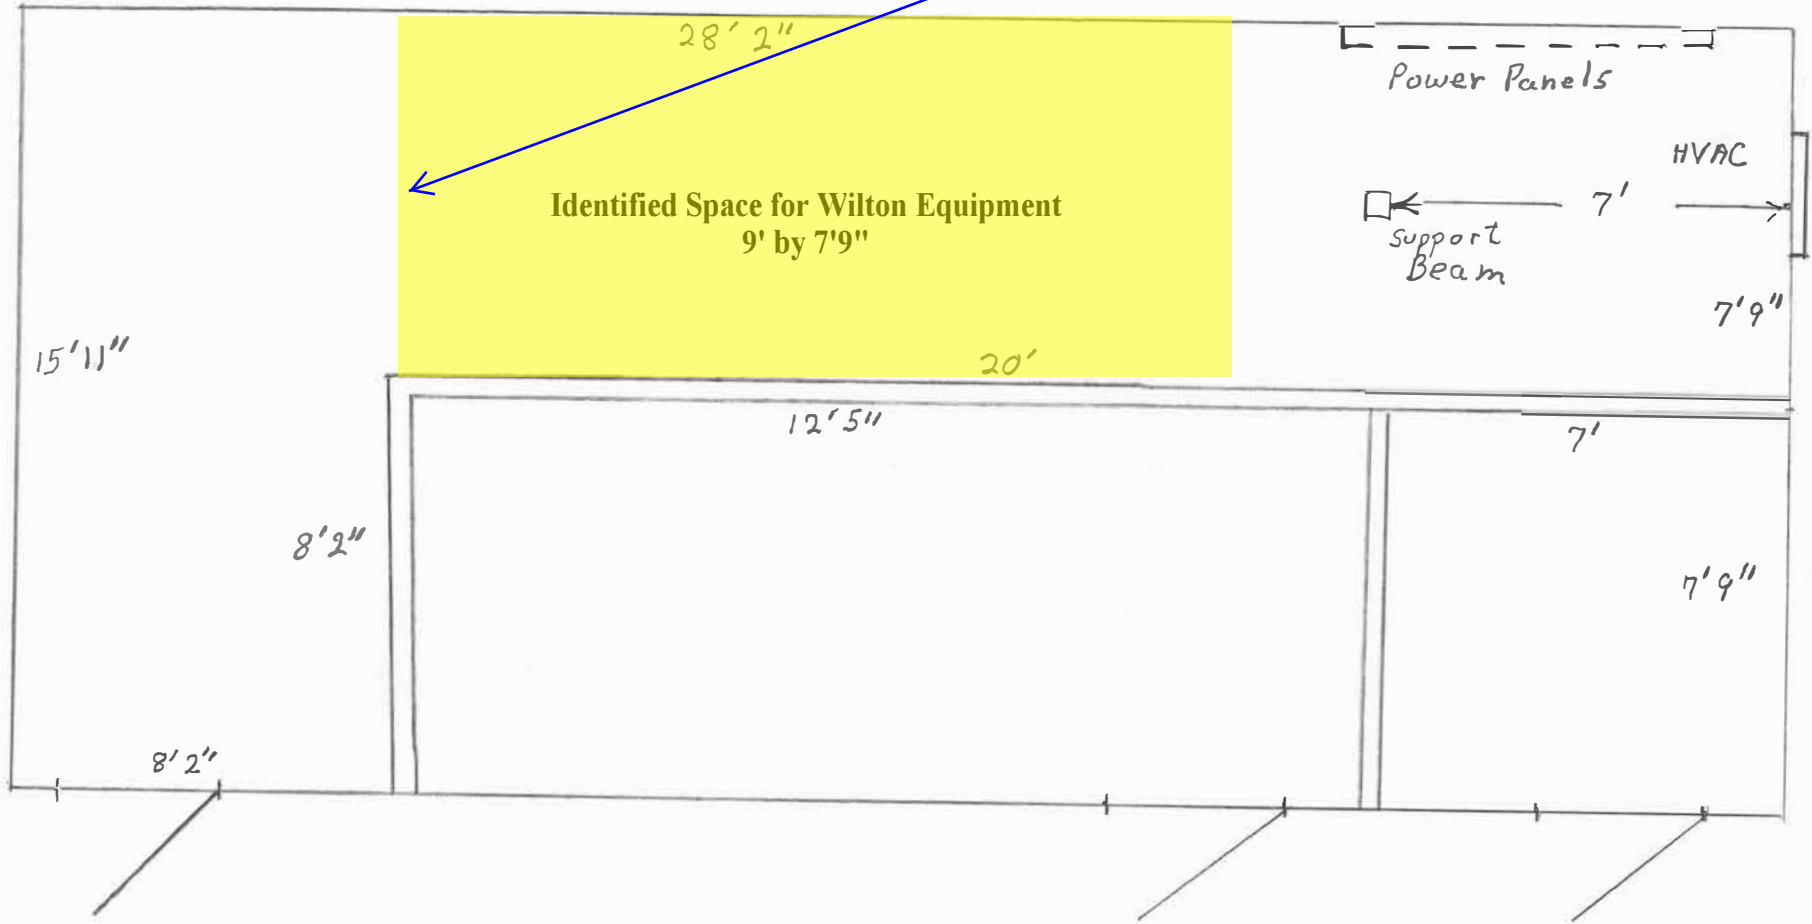 28' 2"
Power Panels
HVAC
7'
Support
Beam
Identified Space for Wilton Equipment
9' by 7'9"
7'9"
15'11"
20'
12'5"
7'
8'2"
7'9"
8'2"